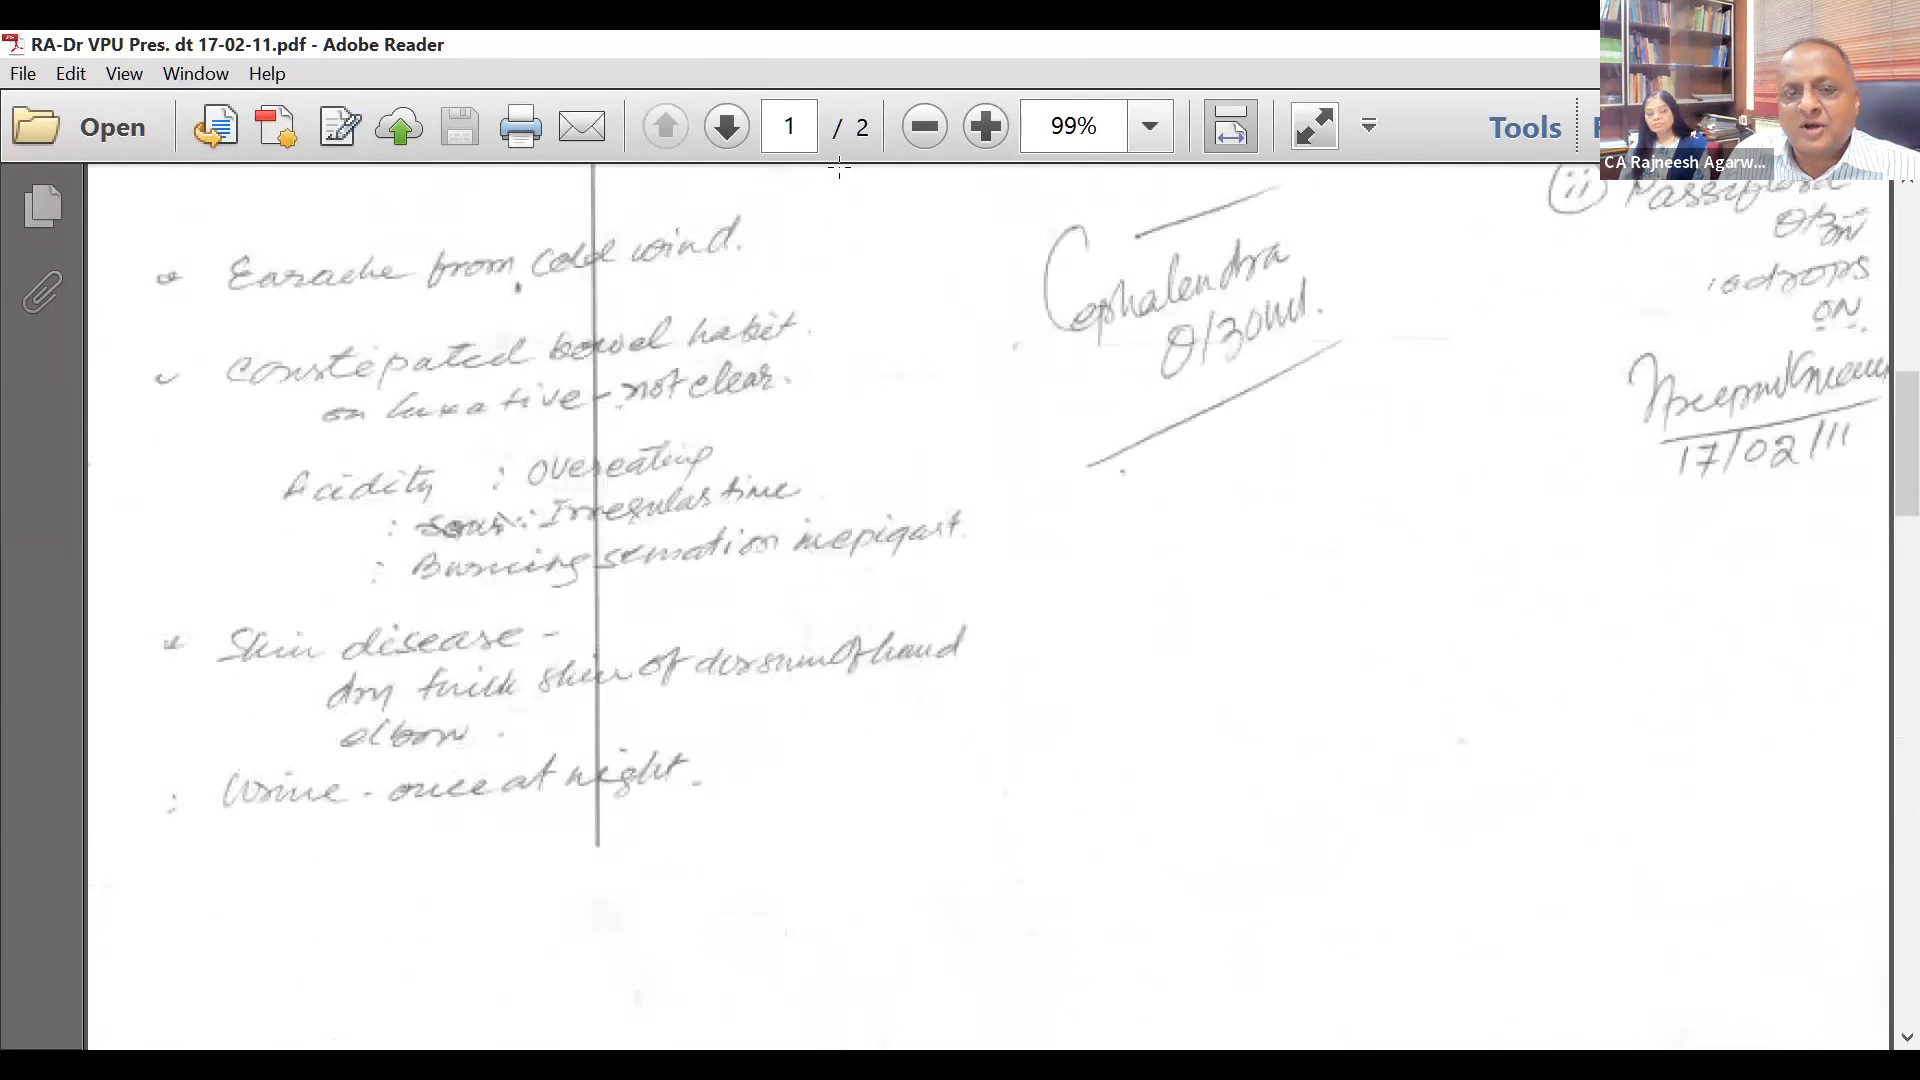 RA-Dr VPU Pres. dt 17-02-11.pdf - Adobe Reader
File Edit View Window Help
Open 1 / 2 99% Tools
CA Rajneesh Agarw...
Earache from cold wind.
Constipated bowel habit.
on laxative - not clear.
Acidity : Overeating
: Irregular time
: Burning sensation in epigast
Skin disease -
dry thick skin of dorsum of hand
elbow.
: Urine - once at night.
Cephalendra
θ/30ml.
(ii) Passiflora
drops
ON
17/02/11